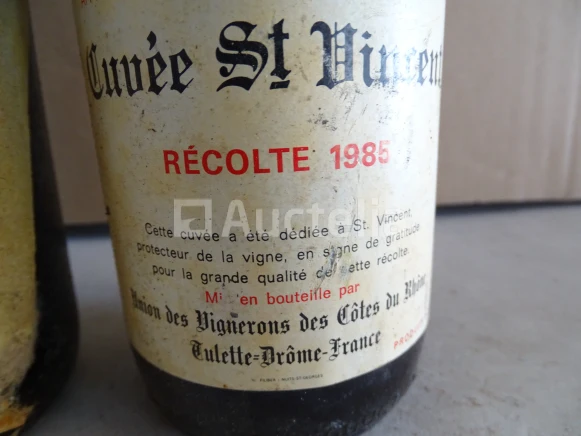 Cuvée St Vincent
RÉCOLTE 1985
Auctelia
Cette cuvée a été dédiée à St. Vincent,
protecteur de la vigne, en signe de gratitude
pour la grande qualité de cette récolte.
Mis en bouteille par
Union des Vignerons des Côtes du Rhône
Tulette-Drôme-France